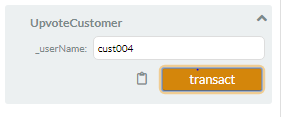 UpvoteCustomer
_userName: cust004
transact